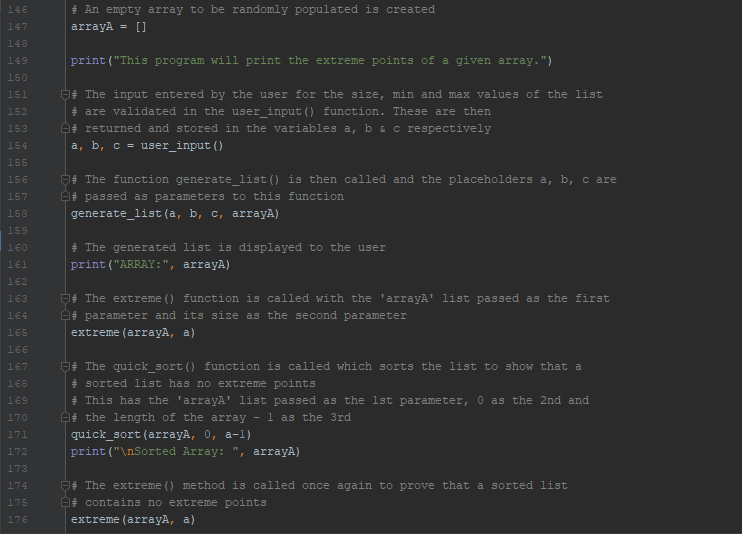 146 # An empty array to be randomly populated is created
147 arrayA = []
148
149 print("This program will print the extreme points of a given array.")
150
151 # The input entered by the user for the size, min and max values of the list
152 # are validated in the user_input() function. These are then
153 # returned and stored in the variables a, b & c respectively
154 a, b, c = user_input()
155
156 # The function generate_list() is then called and the placeholders a, b, c are
157 # passed as parameters to this function
158 generate_list(a, b, c, arrayA)
159
160 # The generated list is displayed to the user
161 print("ARRAY:", arrayA)
162
163 # The extreme() function is called with the 'arrayA' list passed as the first
164 # parameter and its size as the second parameter
165 extreme(arrayA, a)
166
167 # The quick_sort() function is called which sorts the list to show that a
168 # sorted list has no extreme points
169 # This has the 'arrayA' list passed as the 1st parameter, 0 as the 2nd and
170 # the length of the array - 1 as the 3rd
171 quick_sort(arrayA, 0, a-1)
172 print("\nSorted Array: ", arrayA)
173
174 # The extreme() method is called once again to prove that a sorted list
175 # contains no extreme points
176 extreme(arrayA, a)